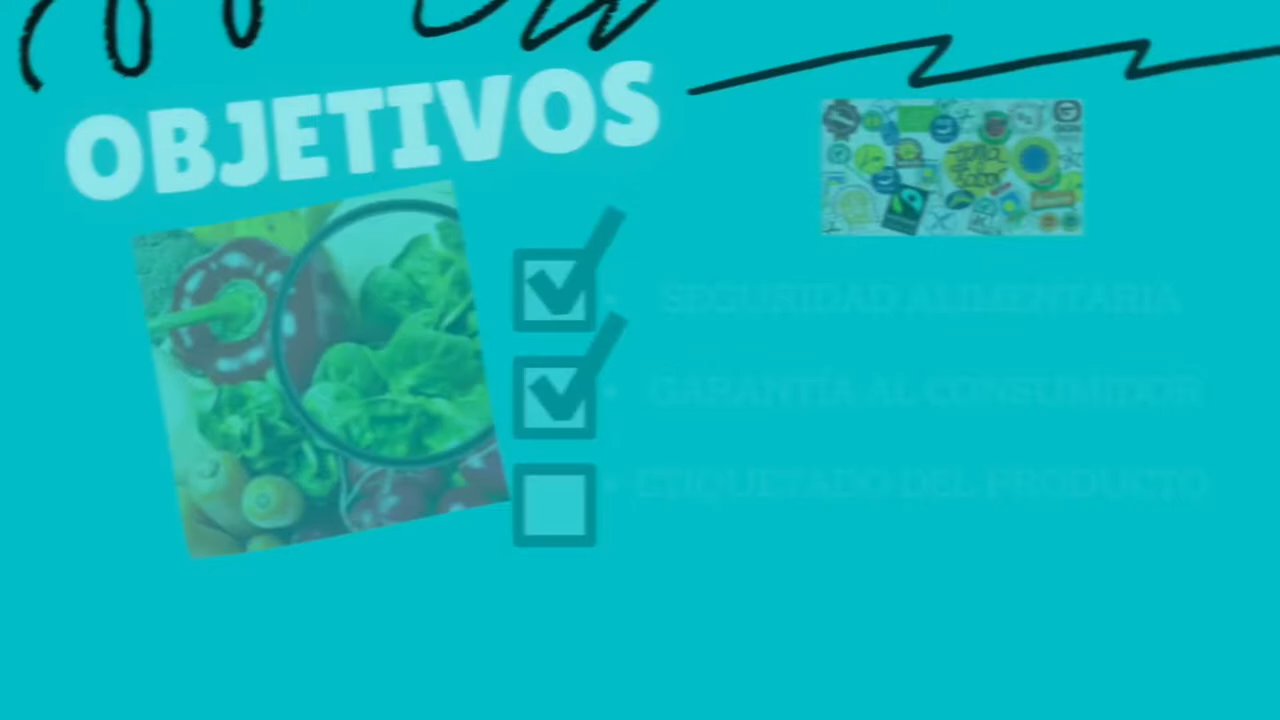 OBJETIVOS
SEGURIDAD ALIMENTARIA
GARANTÍA AL CONSUMIDOR
ETIQUETADO DEL PRODUCTO